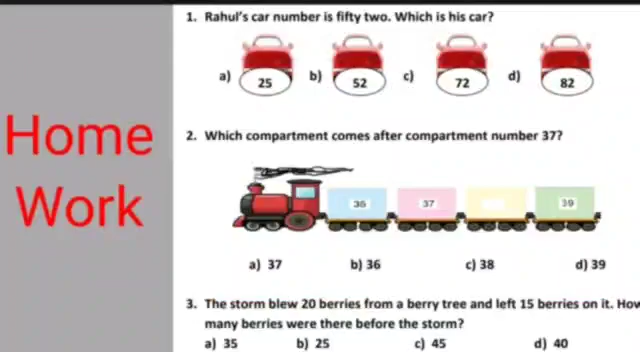 Home
Work
1. Rahul's car number is fifty two. Which is his car?
a) 25 b) 52 c) 72 d) 82
2. Which compartment comes after compartment number 37?
36 37 39
a) 37 b) 36 c) 38 d) 39
3. The storm blew 20 berries from a berry tree and left 15 berries on it. How
many berries were there before the storm?
a) 35 b) 25 c) 45 d) 40